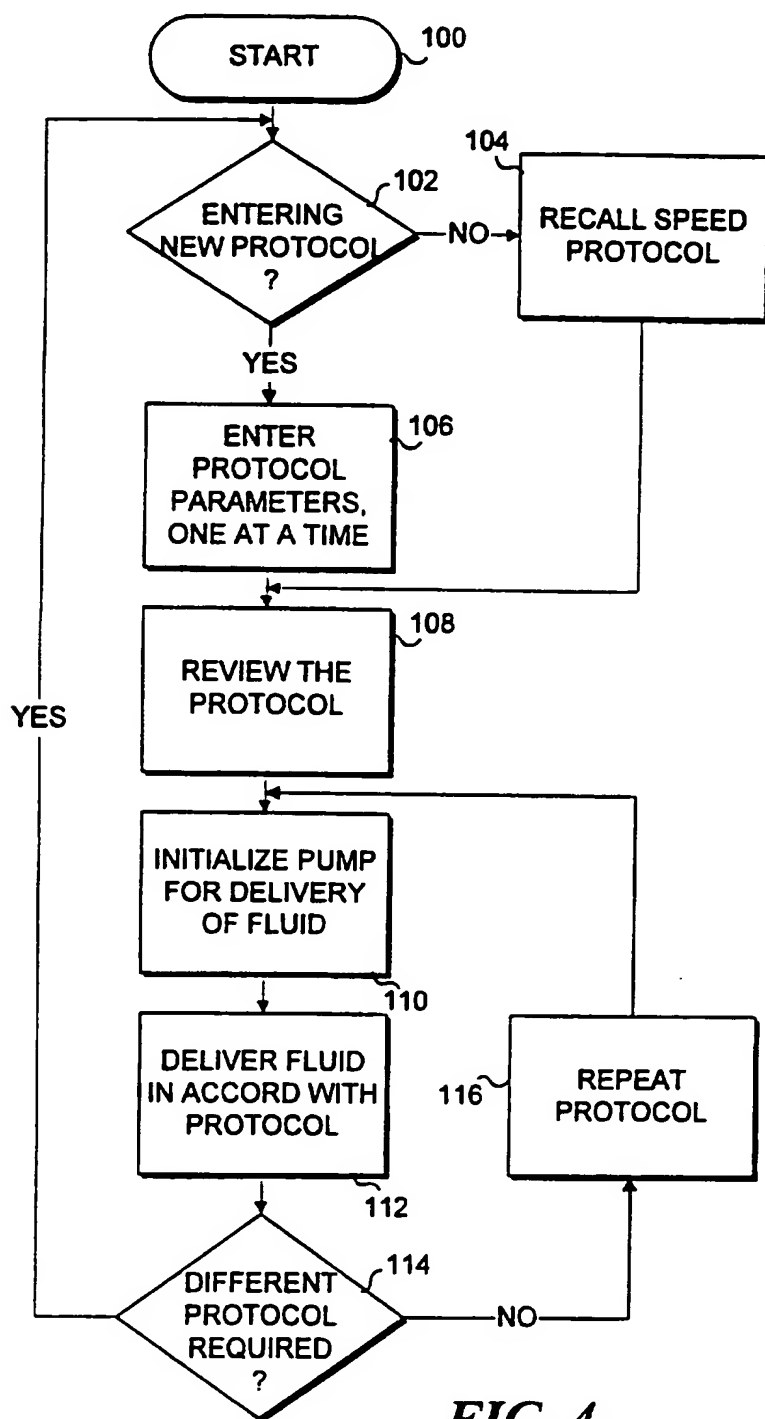 START
100
102
ENTERING
NEW PROTOCOL
?
NO
104
RECALL SPEED
PROTOCOL
YES
106
ENTER
PROTOCOL
PARAMETERS,
ONE AT A TIME
108
REVIEW THE
PROTOCOL
YES
INITIALIZE PUMP
FOR DELIVERY
OF FLUID
110
DELIVER FLUID
IN ACCORD WITH
PROTOCOL
112
116
REPEAT
PROTOCOL
114
DIFFERENT
PROTOCOL
REQUIRED
?
NO
FIG. 4